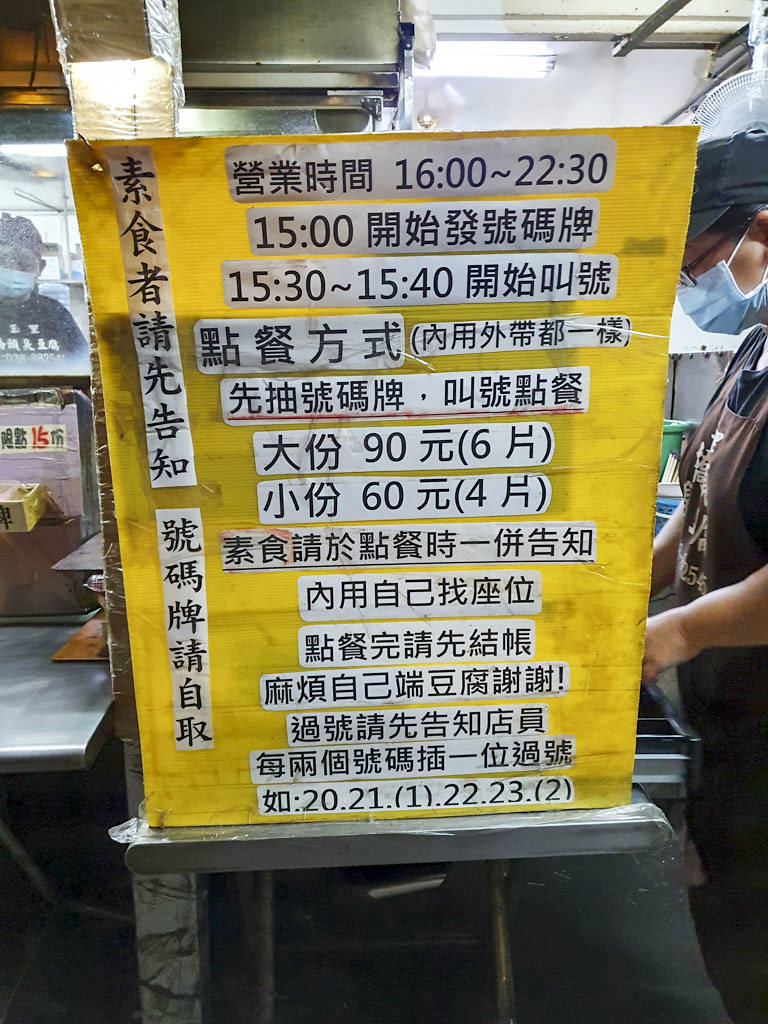 素食者請先告知
號碼牌請自取
營業時間 16:00~22:30
15:00 開始發號碼牌
15:30~15:40 開始叫號
點餐方式(內用外帶都一樣)
先抽號碼牌，叫號點餐
大份 90 元(6 片)
小份 60 元(4 片)
素食請於點餐時一併告知
內用自己找座位
點餐完請先結帳
麻煩自己端豆腐謝謝!
過號請先告知店員
每兩個號碼插一位過號
如:20.21.(1).22.23.(2)
玉里
15份
牌